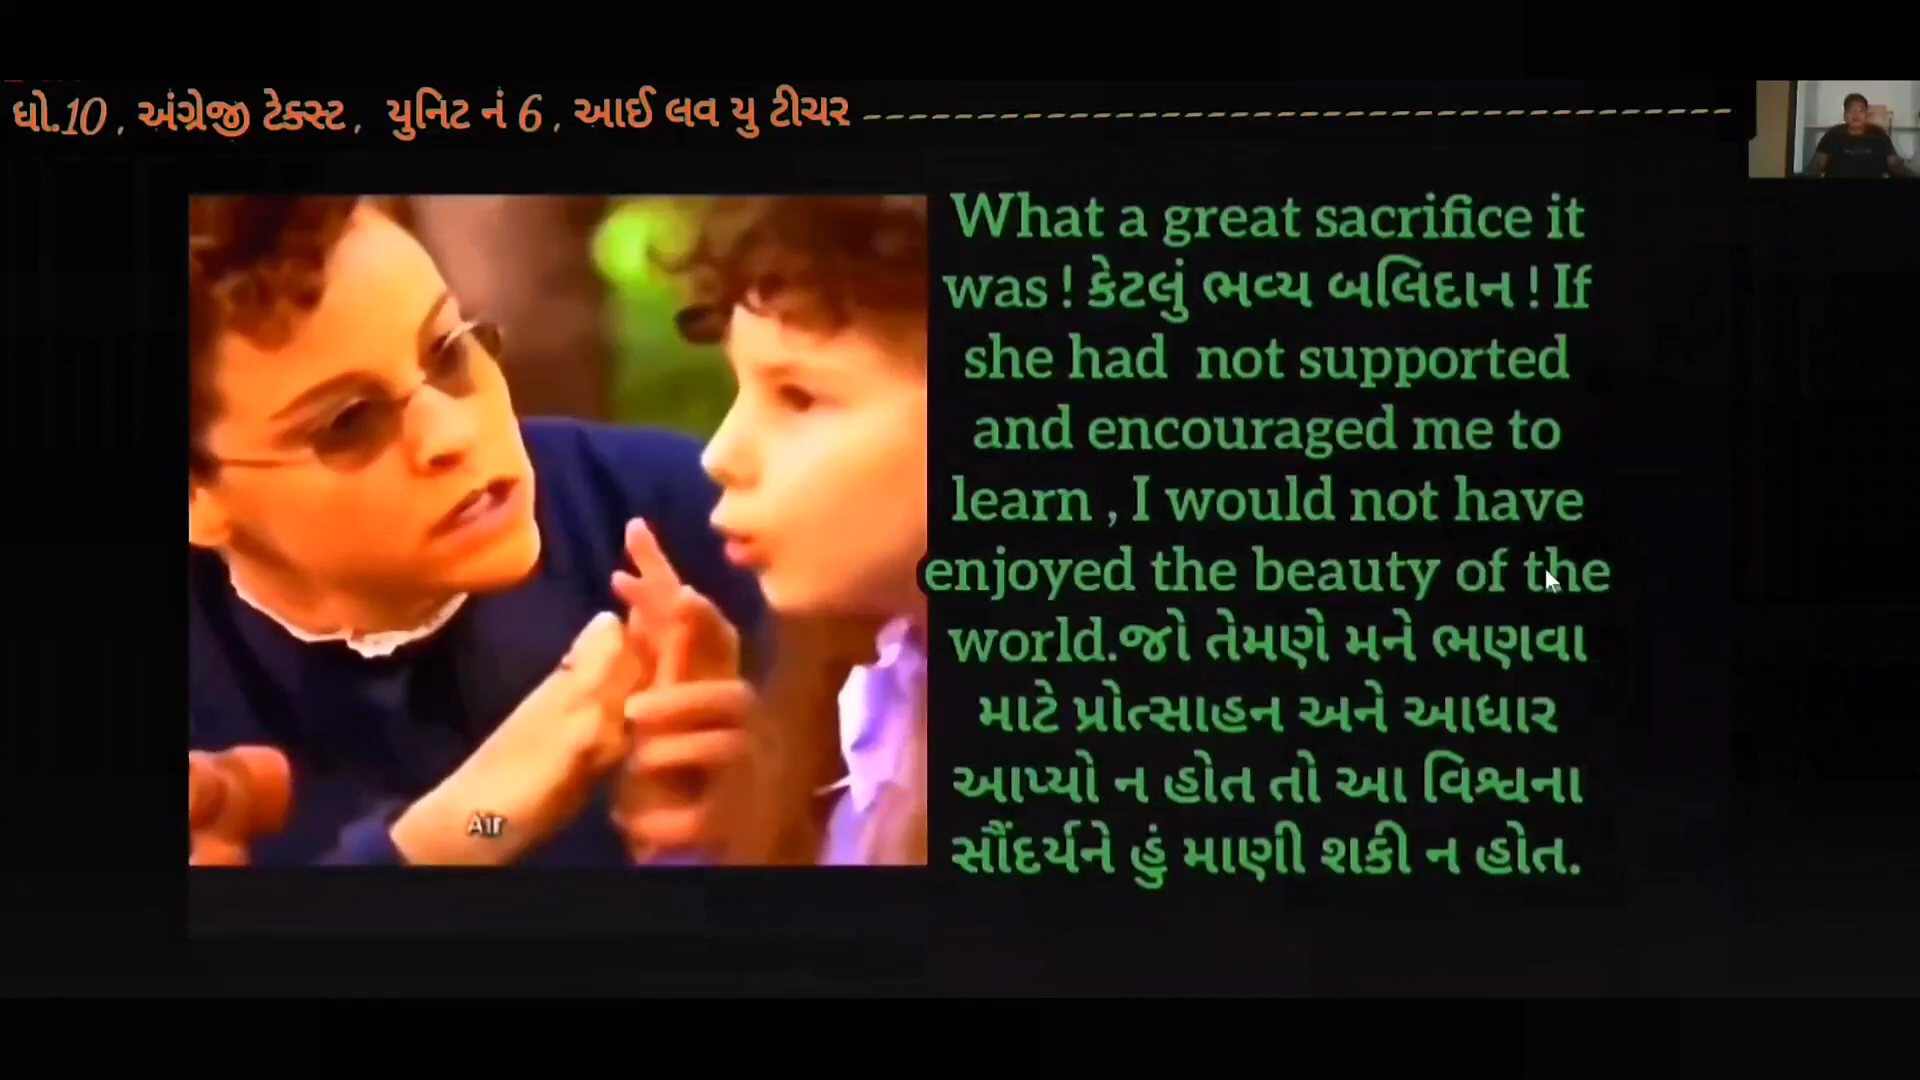 ધો.10 , અંગ્રેજી ટેક્સ્ટ, યુનિટ નં 6 , આઈ લવ યુ ટીચર --------------------------------------
What a great sacrifice it
was ! કેટલું ભવ્ય બલિદાન ! If
she had not supported
and encouraged me to
learn , I would not have
enjoyed the beauty of the
world.જો તેમણે મને ભણવા
માટે પ્રોત્સાહન અને આધાર
આપ્યો ન હોત તો આ વિશ્વના
સૌંદર્યને હું માણી શકી ન હોત.
Air